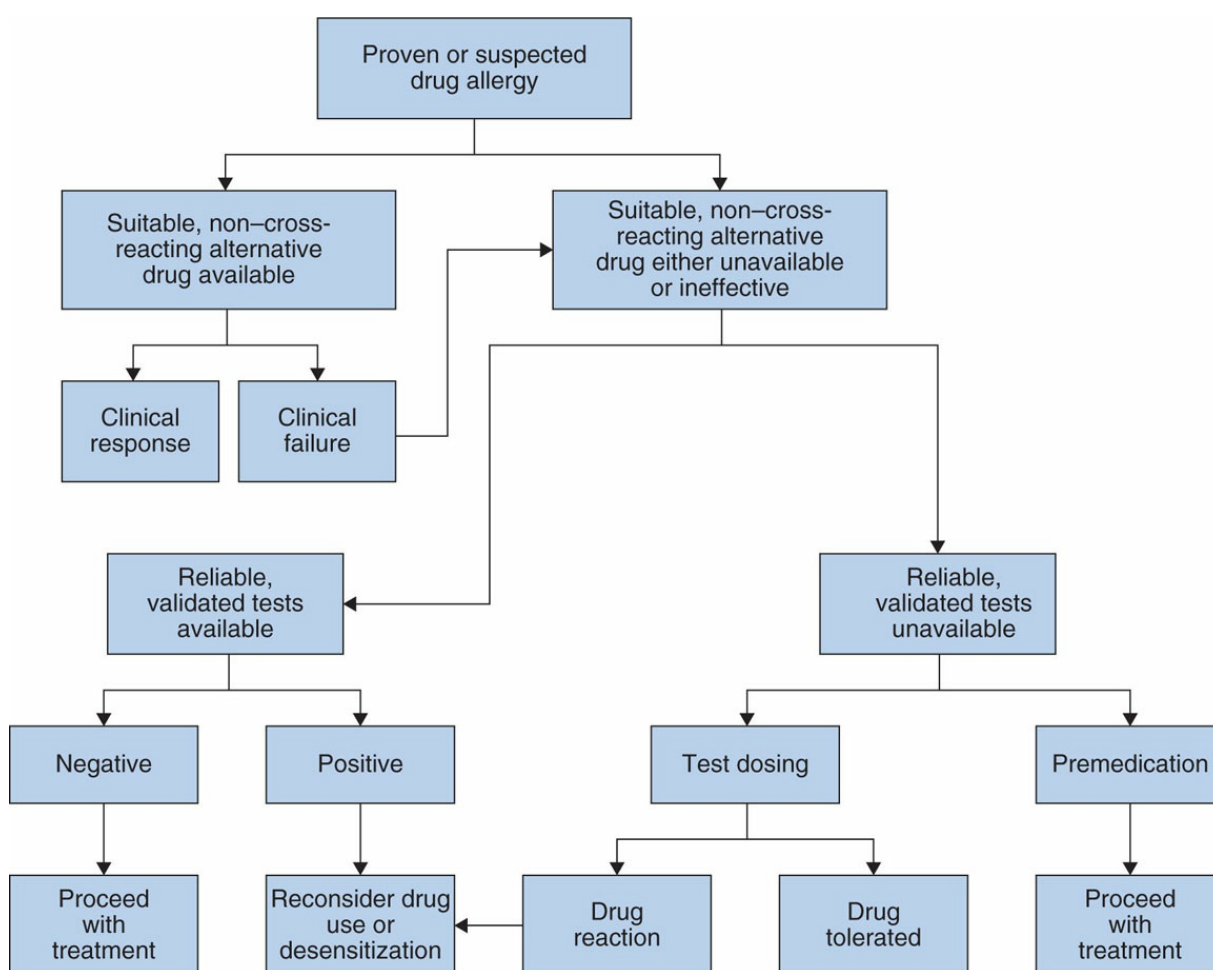 Proven or suspected
drug allergy
Suitable, non–cross-
reacting alternative
drug available
Suitable, non–cross-
reacting alternative
drug either unavailable
or ineffective
Clinical
response
Clinical
failure
Reliable,
validated tests
available
Reliable,
validated tests
unavailable
Negative
Positive
Test dosing
Premedication
Proceed
with
treatment
Reconsider drug
use or
desensitization
Drug
reaction
Drug
tolerated
Proceed
with
treatment